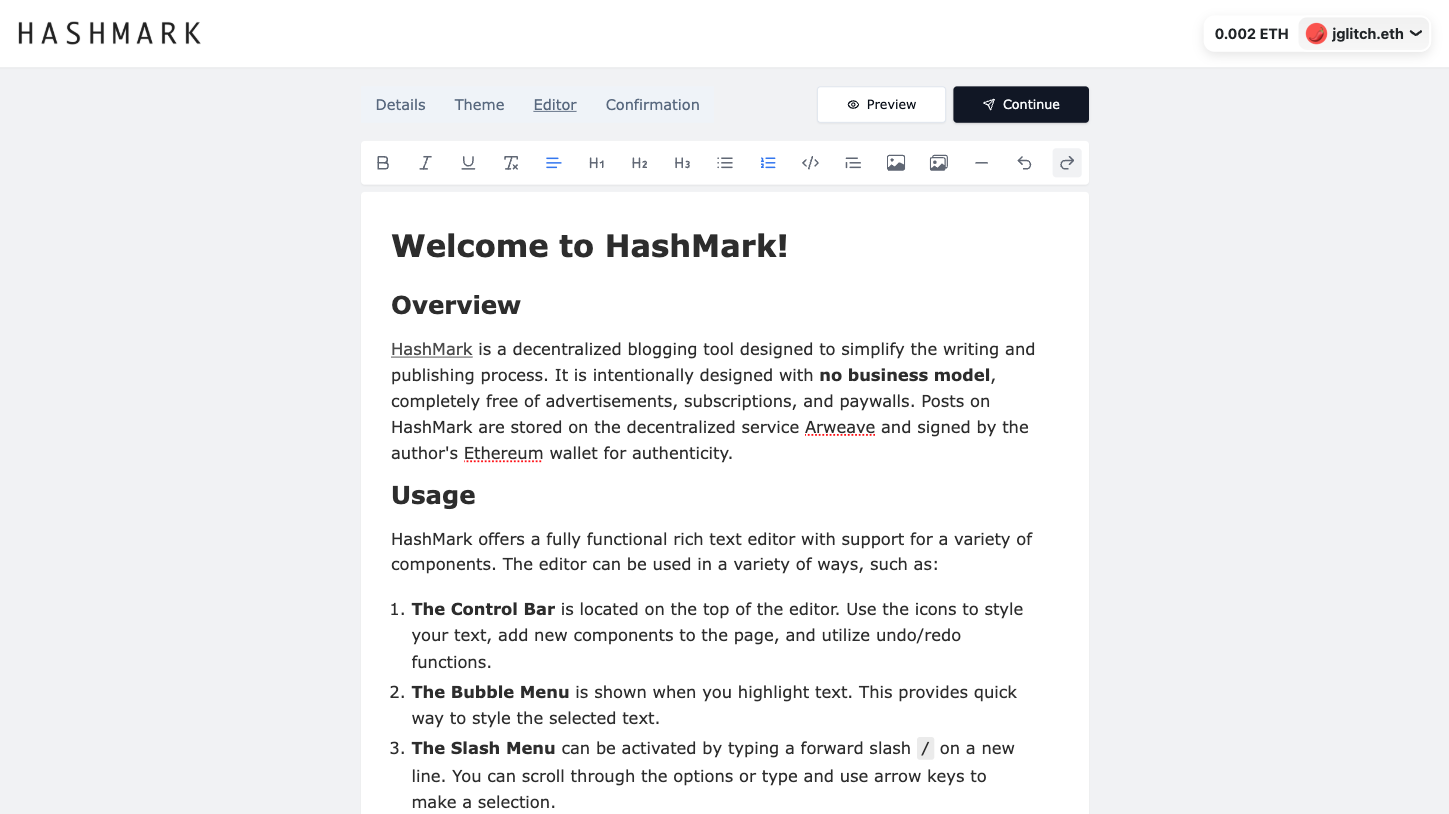 HASHMARK
0.002 ETH jglitch.eth
Details Theme Editor Confirmation Preview Continue
B I U T H1 H2 H3
Welcome to HashMark!
Overview
HashMark is a decentralized blogging tool designed to simplify the writing and
publishing process. It is intentionally designed with no business model,
completely free of advertisements, subscriptions, and paywalls. Posts on
HashMark are stored on the decentralized service Arweave and signed by the
author's Ethereum wallet for authenticity.
Usage
HashMark offers a fully functional rich text editor with support for a variety of
components. The editor can be used in a variety of ways, such as:
1. The Control Bar is located on the top of the editor. Use the icons to style
your text, add new components to the page, and utilize undo/redo
functions.
2. The Bubble Menu is shown when you highlight text. This provides quick
way to style the selected text.
3. The Slash Menu can be activated by typing a forward slash / on a new
line. You can scroll through the options or type and use arrow keys to
make a selection.